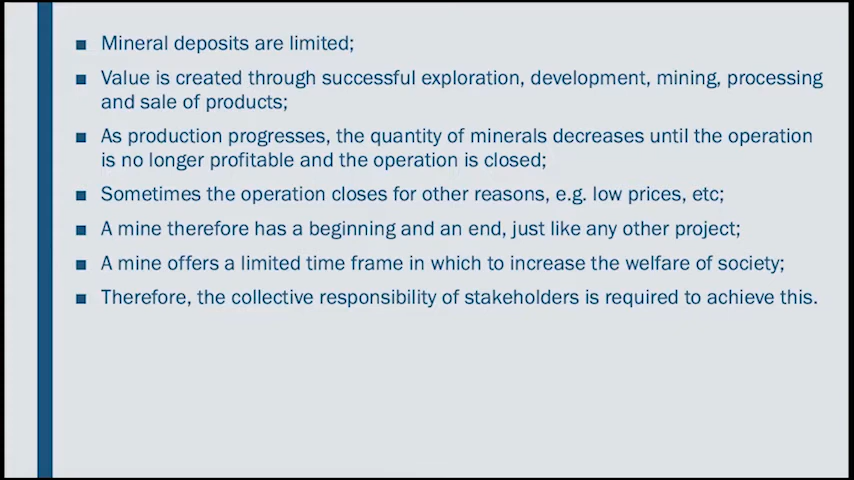 ■ Mineral deposits are limited;
■ Value is created through successful exploration, development, mining, processing
and sale of products;
■ As production progresses, the quantity of minerals decreases until the operation
is no longer profitable and the operation is closed;
■ Sometimes the operation closes for other reasons, e.g. low prices, etc;
■ A mine therefore has a beginning and an end, just like any other project;
■ A mine offers a limited time frame in which to increase the welfare of society;
■ Therefore, the collective responsibility of stakeholders is required to achieve this.